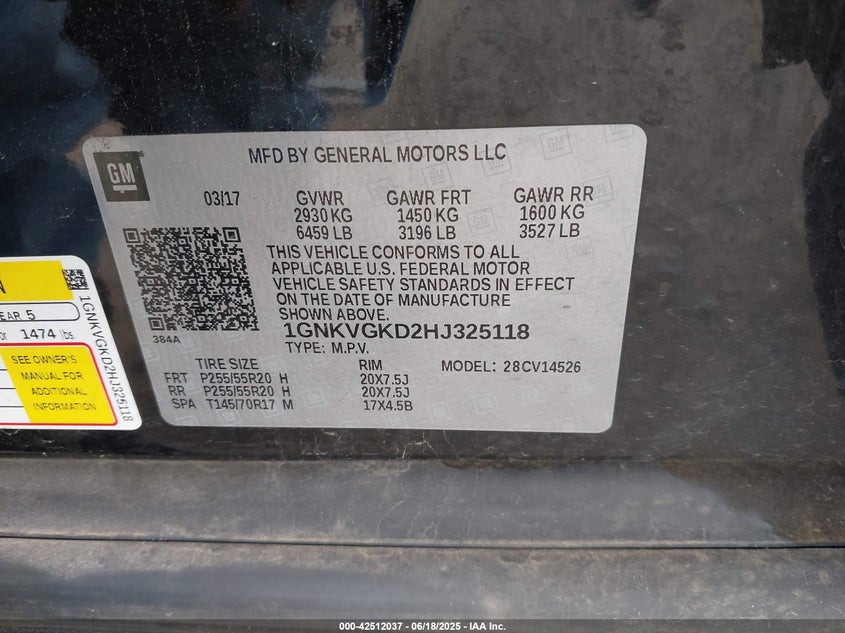 GM
MFD BY GENERAL MOTORS LLC
03/17 GVWR GAWR FRT GAWR RR
2930 KG 1450 KG 1600 KG
6459 LB 3196 LB 3527 LB
THIS VEHICLE CONFORMS TO ALL
APPLICABLE U.S. FEDERAL MOTOR
VEHICLE SAFETY STANDARDS IN EFFECT
ON THE DATE OF MANUFACTURE
SHOWN ABOVE.
384A
1GNKVGKD2HJ325118
TYPE: M.P.V. MODEL: 28CV14526
TIRE SIZE RIM
FRT P255/55R20 H 20X7.5J
RR P255/55R20 H 20X7.5J
SPA T145/70R17 M 17X4.5B
N
EAR 5
or 1474 lbs
SEE OWNER'S
MANUAL FOR
ADDITIONAL
INFORMATION
1GNKVGKD2HJ325118
000-42512037 - 06/18/2025 - IAA Inc.